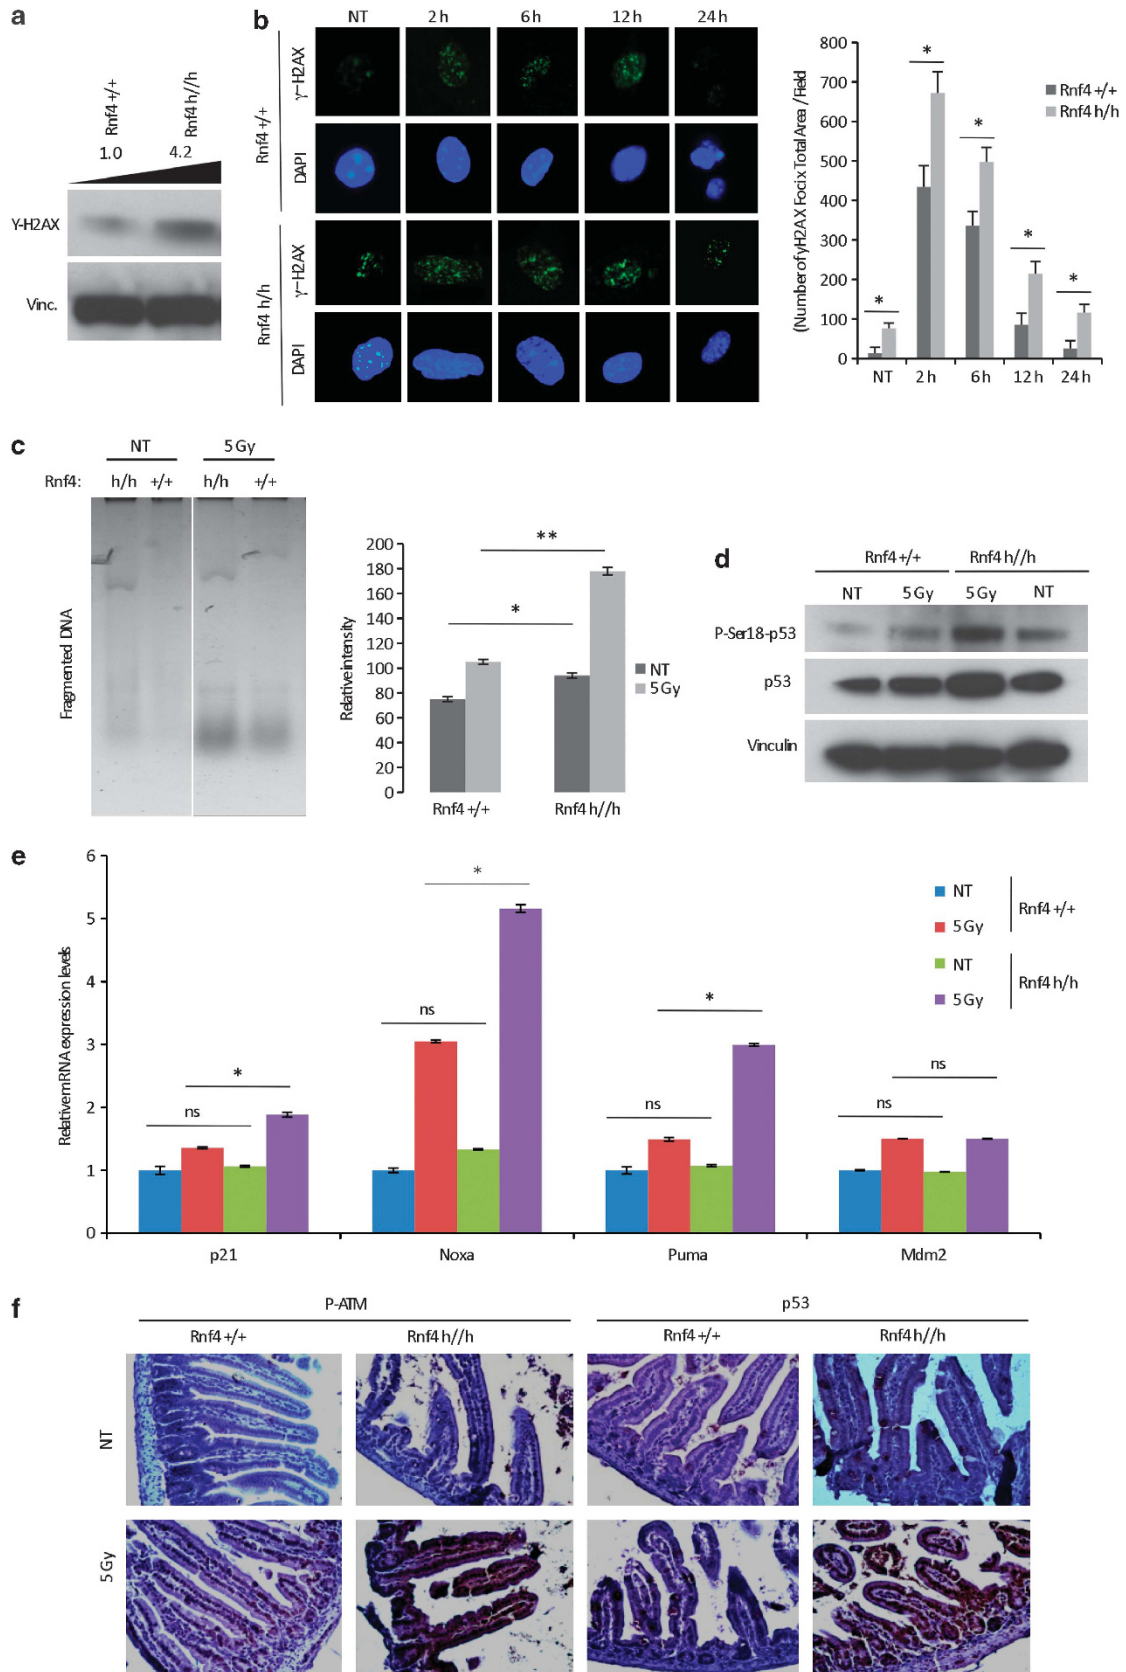 a
Rnf4 +/+
Rnf4 h//h
1.0
4.2
Y-H2AX
Vinc.
b
NT
2 h
6 h
12 h
24 h
Rnf4 +/+
γ-H2AX
DAPI
Rnf4 h/h
γ-H2AX
DAPI
(Number of γH2AX Foci x Total Area /Field
800
700
600
500
400
300
200
100
0
*
*
*
*
*
NT
2 h
6 h
12 h
24 h
Rnf4 +/+
Rnf4 h/h
c
NT
5 Gy
Rnf4:
h/h
+/+
h/h
+/+
Fragmented DNA
Relative intensity
200
180
160
140
120
100
80
60
40
20
0
**
*
NT
5 Gy
Rnf4 +/+
Rnf4 h//h
d
Rnf4 +/+
Rnf4 h//h
NT
5 Gy
5 Gy
NT
P-Ser18-p53
p53
Vinculin
e
Relative mRNA expression levels
6
5
4
3
2
1
0
ns
*
ns
*
ns
*
ns
ns
p21
Noxa
Puma
Mdm2
NT
5 Gy
Rnf4 +/+
NT
5 Gy
Rnf4 h/h
f
P-ATM
p53
Rnf4 +/+
Rnf4 h//h
Rnf4 +/+
Rnf4 h//h
NT
5 Gy